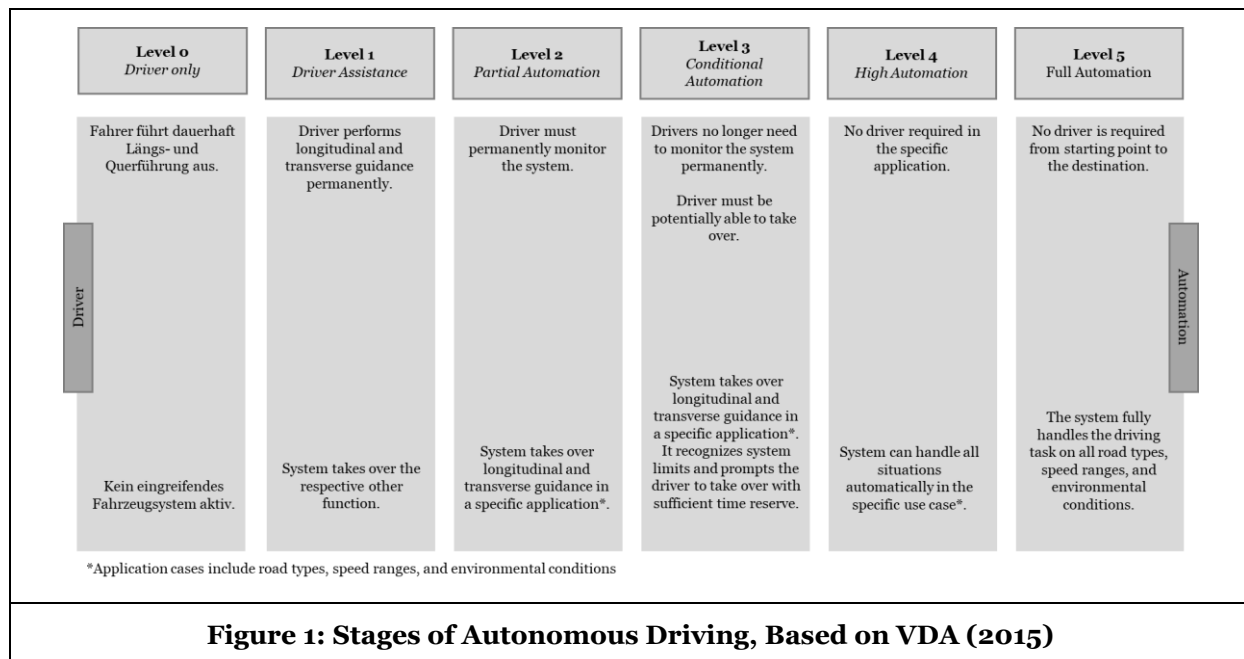 Level 0
Driver only
Level 1
Driver Assistance
Level 2
Partial Automation
Level 3
Conditional
Automation
Level 4
High Automation
Level 5
Full Automation
Driver
Fahrer führt dauerhaft
Längs- und
Querführung aus.
Kein eingreifendes
Fahrzeugsystem aktiv.
Driver performs
longitudinal and
transverse guidance
permanently.
System takes over the
respective other
function.
Driver must
permanently monitor
the system.
System takes over
longitudinal and
transverse guidance in
a specific application*.
Drivers no longer need
to monitor the system
permanently.
Driver must be
potentially able to take
over.
System takes over
longitudinal and
transverse guidance in
a specific application*.
It recognizes system
limits and prompts the
driver to take over with
sufficient time reserve.
No driver required in
the specific
application.
System can handle all
situations
automatically in the
specific use case*.
No driver is required
from starting point to
the destination.
The system fully
handles the driving
task on all road types,
speed ranges, and
environmental
conditions.
Automation
*Application cases include road types, speed ranges, and environmental conditions
Figure 1: Stages of Autonomous Driving, Based on VDA (2015)